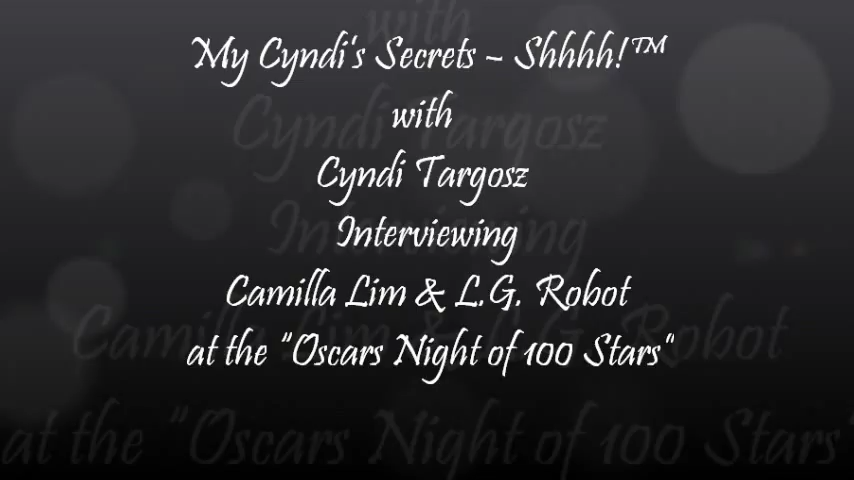 My Cyndi's Secrets – Shhhh!™
with
Cyndi Targosz
Interviewing
Camilla Lim & L.G. Robot
at the "Oscars Night of 100 Stars"